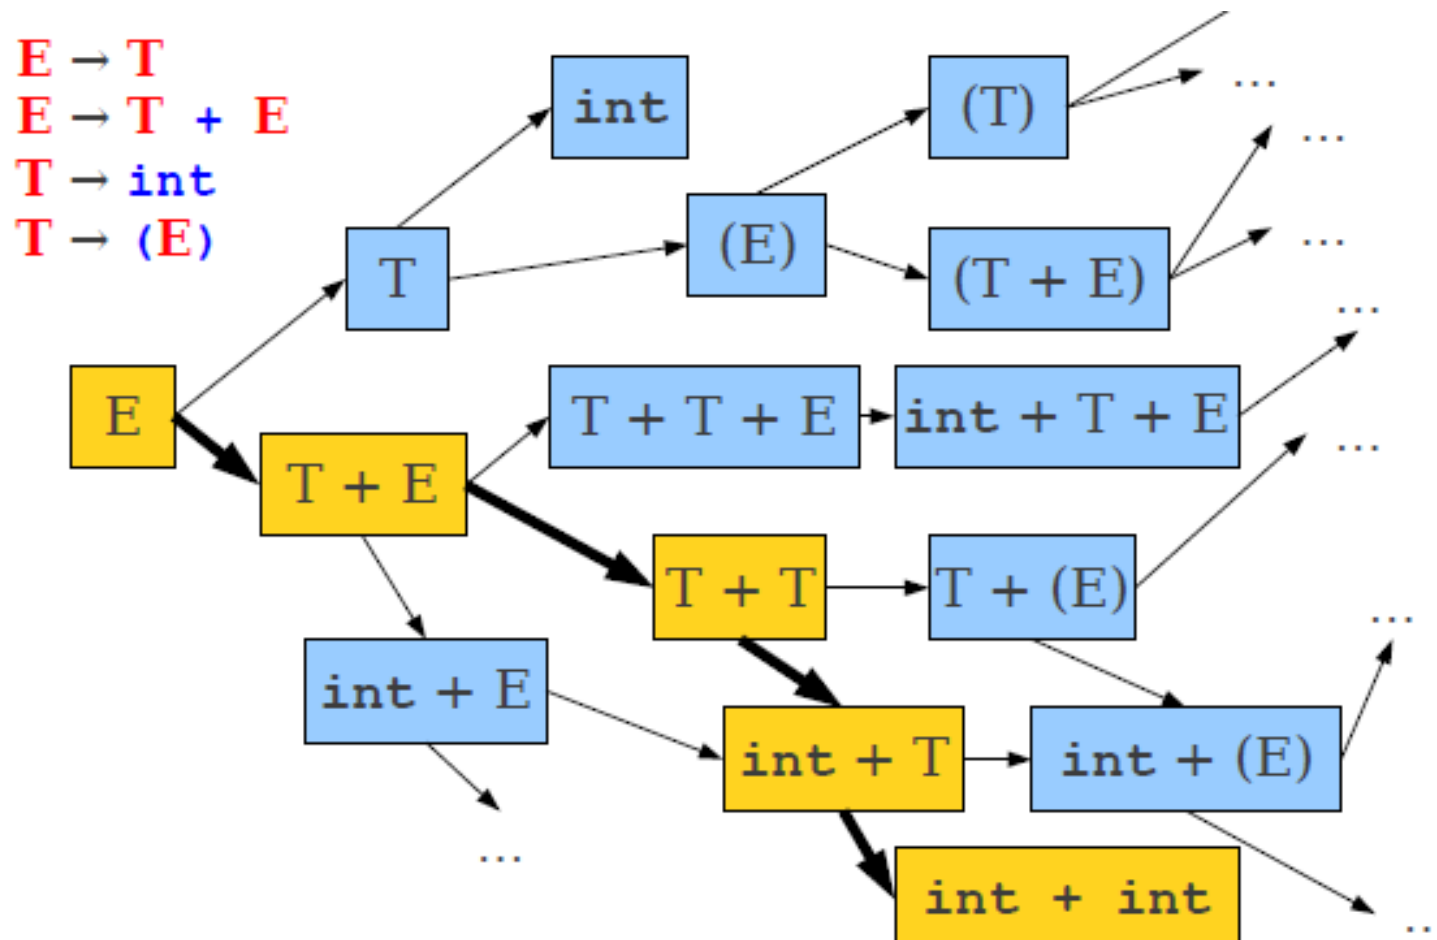 E → T
E → T + E
T → int
T → (E)
int
(T)
...
...
T
(E)
(T + E)
...
...
E
T + T + E
int + T + E
...
T + E
T + T
T + (E)
...
int + E
int + T
int + (E)
...
int + int
..